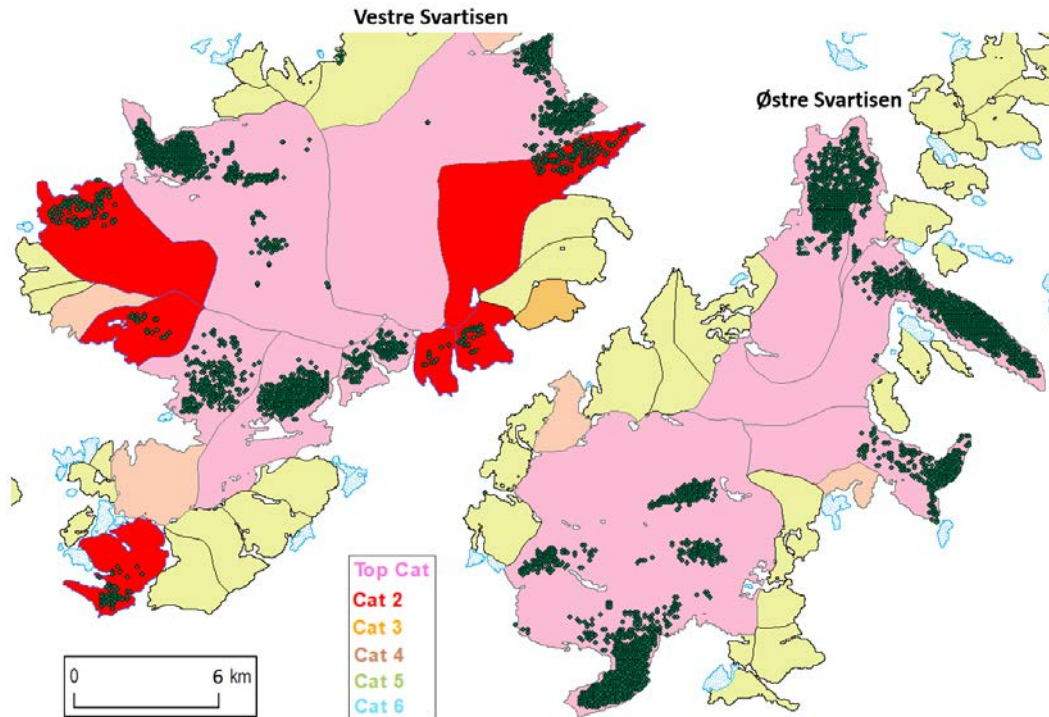 Vestre Svartisen
Østre Svartisen
Top Cat
Cat 2
Cat 3
Cat 4
Cat 5
Cat 6
0 6 km